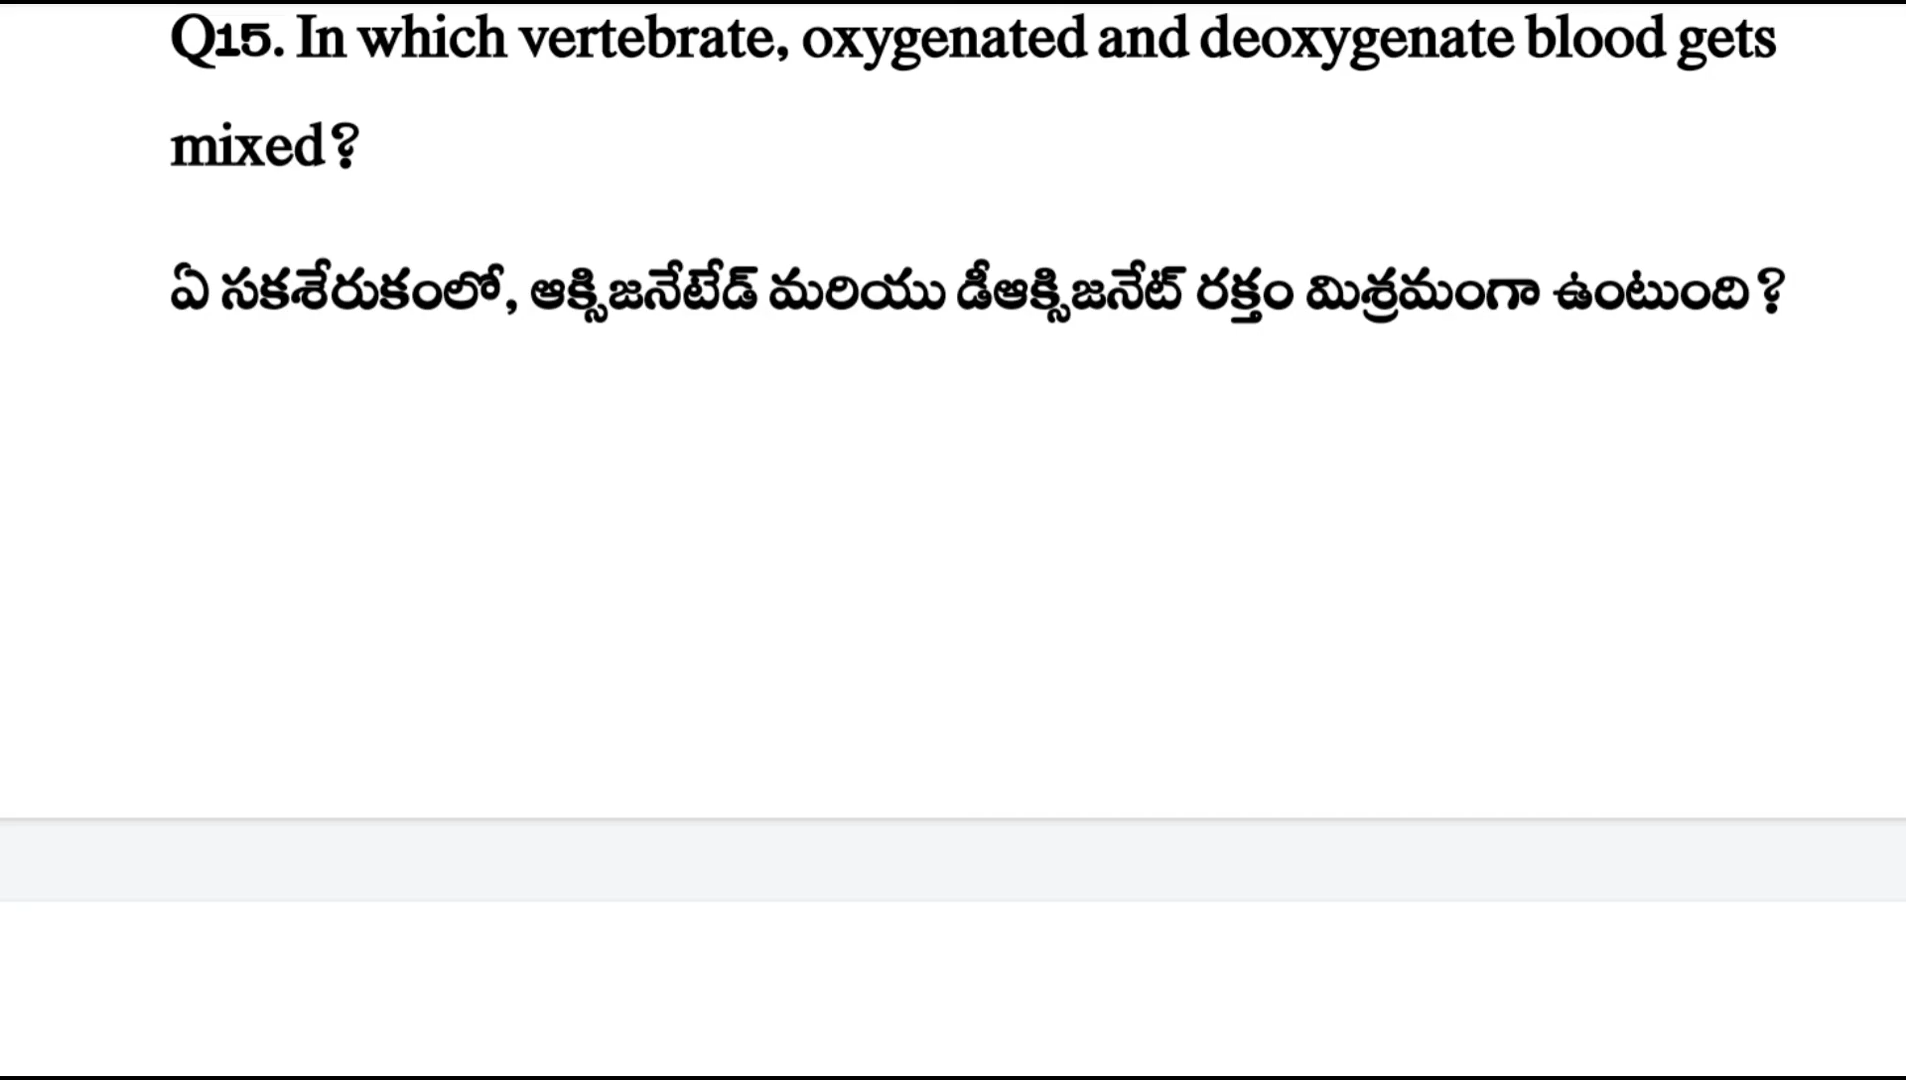 Q15. In which vertebrate, oxygenated and deoxygenate blood gets
mixed?
ఏ సకశేరుకంలో, ఆక్సిజనేటేడ్ మరియు డీఆక్సిజనేట్ రక్తం మిశ్రమంగా ఉంటుంది?